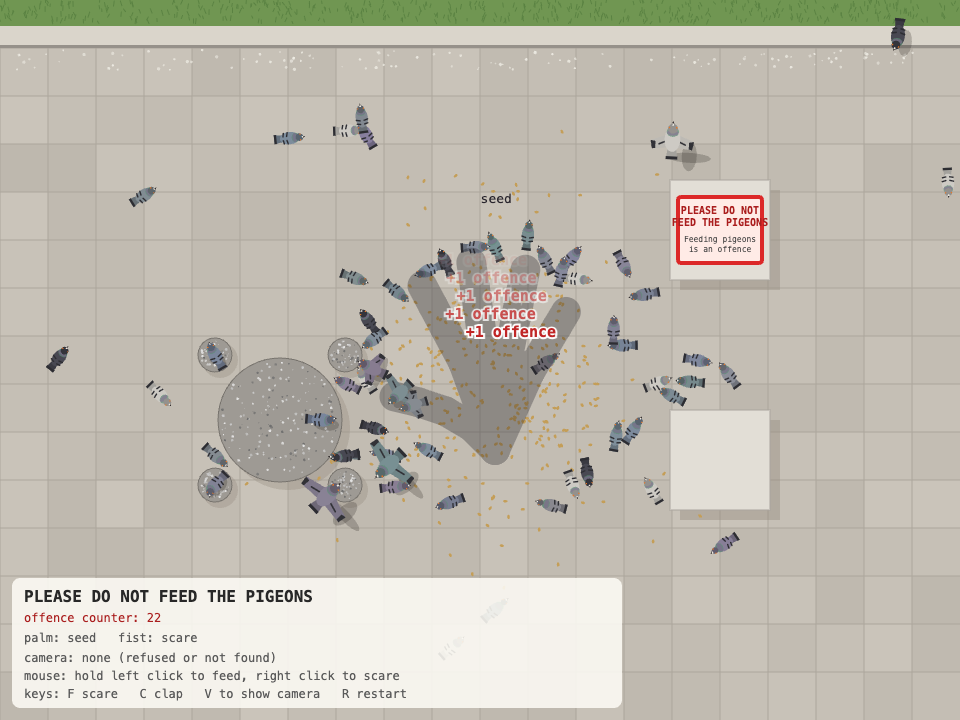 seed
PLEASE DO NOT
FEED THE PIGEONS
Feeding pigeons
is an offence
+1 offence
+1 offence
+1 offence
+1 offence
PLEASE DO NOT FEED THE PIGEONS
offence counter: 22
palm: seed   fist: scare
camera: none (refused or not found)
mouse: hold left click to feed, right click to scare
keys: F scare   C clap   V to show camera   R restart